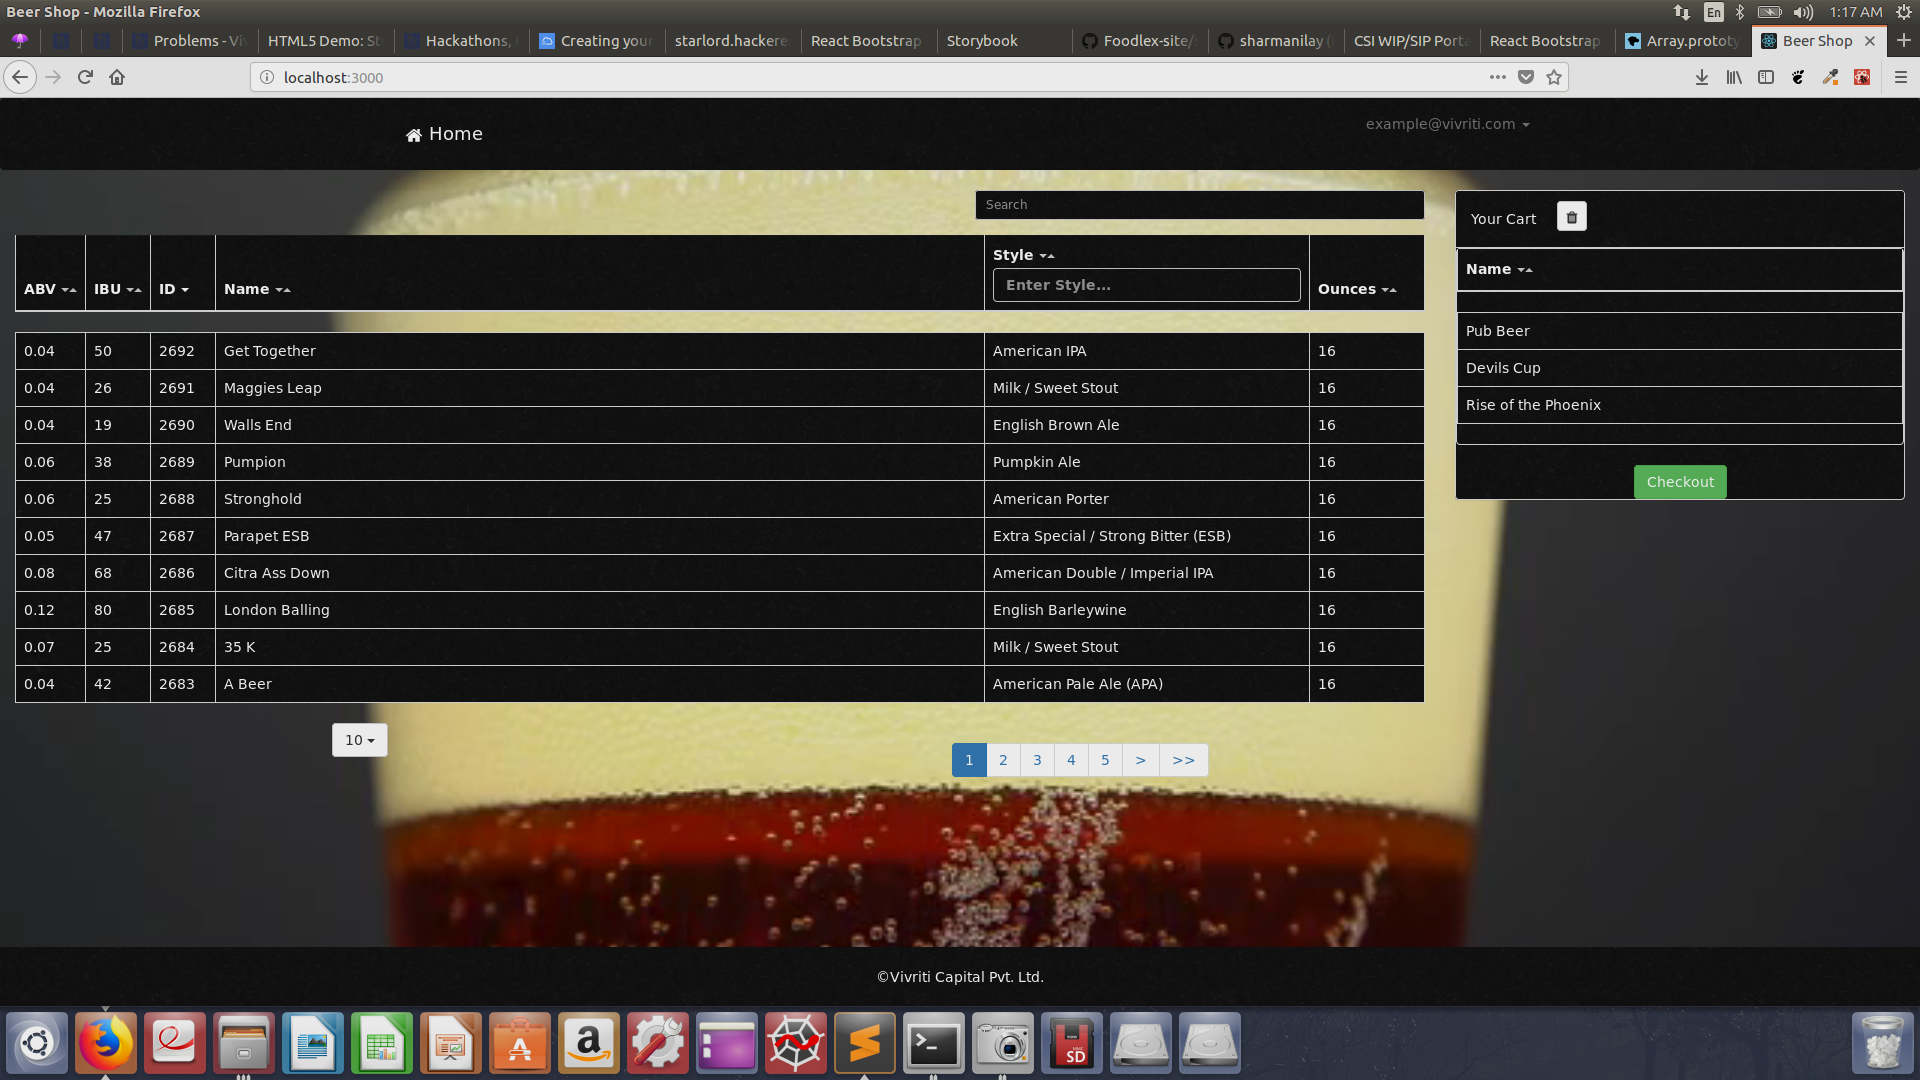 Beer Shop - Mozilla Firefox
En
1:17 AM
Problems - Viv
HTML5 Demo: St
Hackathons,
Creating your
starlord.hackere
React Bootstrap
Storybook
Foodlex-site/
sharmanilay (
CSI WIP/SIP Porta
React Bootstrap
Array.prototy
Beer Shop
localhost:3000
Home
example@vivriti.com
Search
ABV IBU ID Name Style Ounces
Enter Style...
0.04 50 2692 Get Together American IPA 16
0.04 26 2691 Maggies Leap Milk / Sweet Stout 16
0.04 19 2690 Walls End English Brown Ale 16
0.06 38 2689 Pumpion Pumpkin Ale 16
0.06 25 2688 Stronghold American Porter 16
0.05 47 2687 Parapet ESB Extra Special / Strong Bitter (ESB) 16
0.08 68 2686 Citra Ass Down American Double / Imperial IPA 16
0.12 80 2685 London Balling English Barleywine 16
0.07 25 2684 35 K Milk / Sweet Stout 16
0.04 42 2683 A Beer American Pale Ale (APA) 16
10
1 2 3 4 5 > >>
Your Cart
Name
Pub Beer
Devils Cup
Rise of the Phoenix
Checkout
©Vivriti Capital Pvt. Ltd.
SD